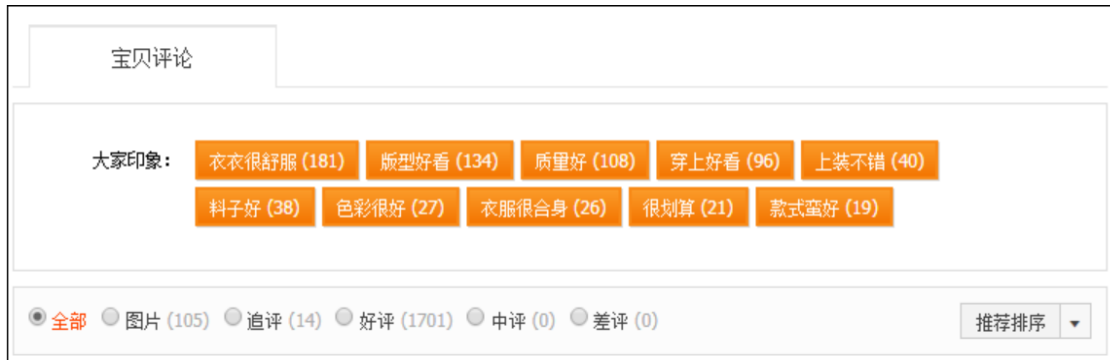 宝贝评论
大家印象： 衣衣很舒服 (181) 版型好看 (134) 质量好 (108) 穿上好看 (96) 上装不错 (40)
料子好 (38) 色彩很好 (27) 衣服很合身 (26) 很划算 (21) 款式蛮好 (19)
全部 图片 (105) 追评 (14) 好评 (1701) 中评 (0) 差评 (0) 推荐排序